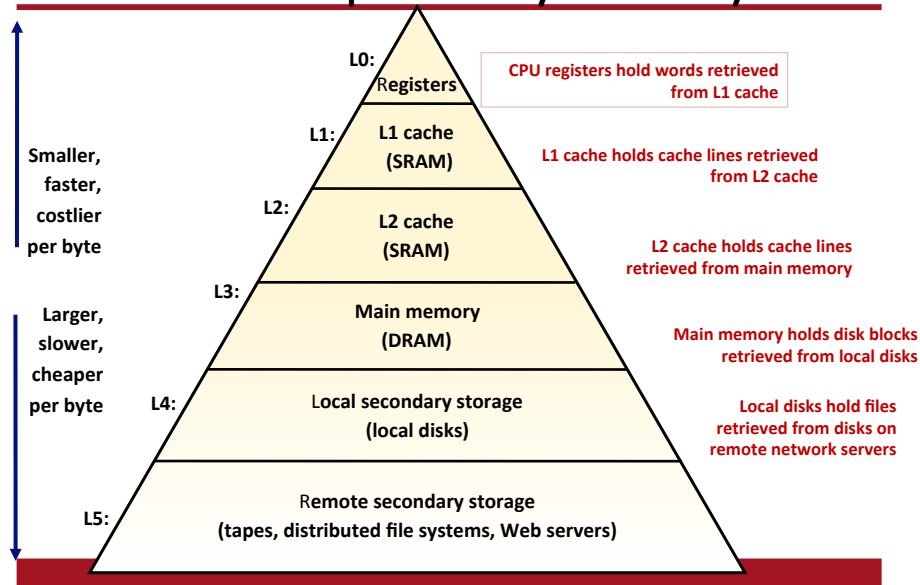 L0:
Registers
CPU registers hold words retrieved
from L1 cache
L1:
L1 cache
(SRAM)
L1 cache holds cache lines retrieved
from L2 cache
Smaller,
faster,
costlier
per byte
L2:
L2 cache
(SRAM)
L2 cache holds cache lines
retrieved from main memory
L3:
Larger,
slower,
cheaper
per byte
Main memory
(DRAM)
Main memory holds disk blocks
retrieved from local disks
L4:
Local secondary storage
(local disks)
Local disks hold files
retrieved from disks on
remote network servers
L5:
Remote secondary storage
(tapes, distributed file systems, Web servers)